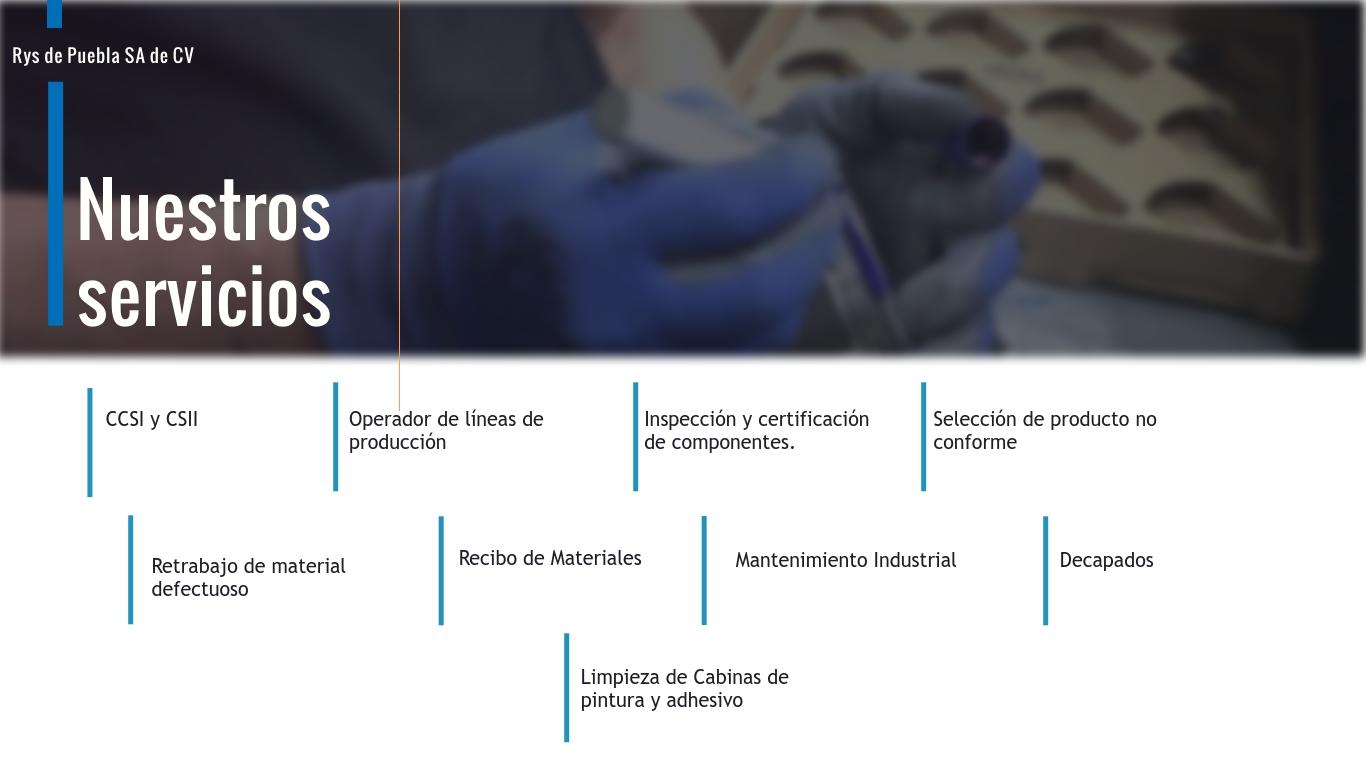 Rys de Puebla SA de CV
Nuestros
servicios
CCSI y CSII
Operador de líneas de
producción
Inspección y certificación
de componentes.
Selección de producto no
conforme
Retrabajo de material
defectuoso
Recibo de Materiales
Mantenimiento Industrial
Decapados
Limpieza de Cabinas de
pintura y adhesivo